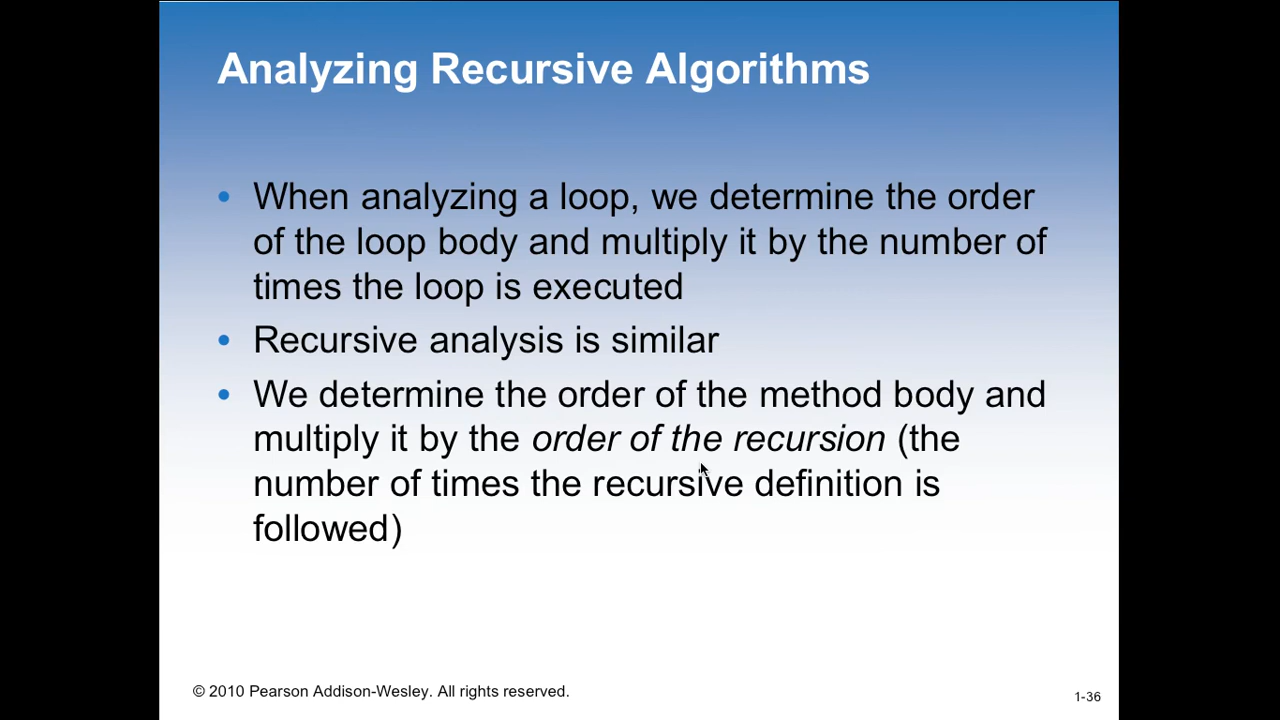 Analyzing Recursive Algorithms
• When analyzing a loop, we determine the order
of the loop body and multiply it by the number of
times the loop is executed
• Recursive analysis is similar
• We determine the order of the method body and
multiply it by the order of the recursion (the
number of times the recursive definition is
followed)
© 2010 Pearson Addison-Wesley. All rights reserved.
1-36